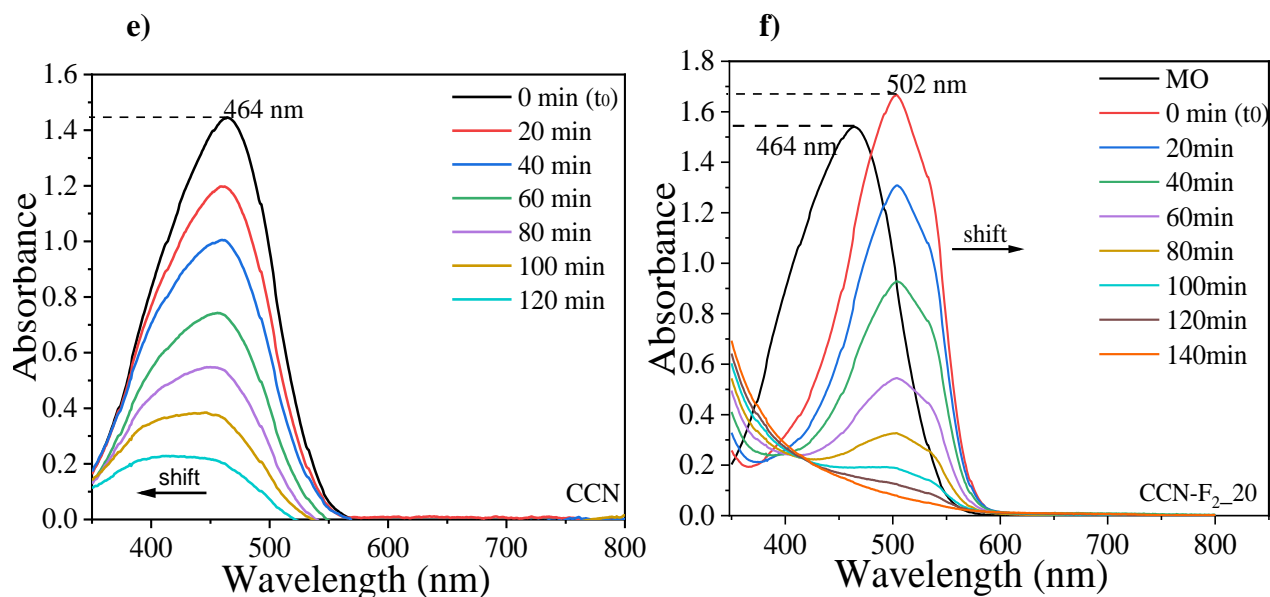 e)
1.6
1.4
1.2
1.0
0.8
0.6
0.4
0.2
0.0
Absorbance
464 nm
0 min (t0)
20 min
40 min
60 min
80 min
100 min
120 min
shift
CCN
400
500
600
700
800
Wavelength (nm)
f)
1.8
1.6
1.4
1.2
1.0
0.8
0.6
0.4
0.2
0.0
Absorbance
502 nm
464 nm
MO
0 min (t0)
20min
40min
60min
80min
100min
120min
140min
shift
CCN-F2_20
400
500
600
700
800
Wavelength (nm)